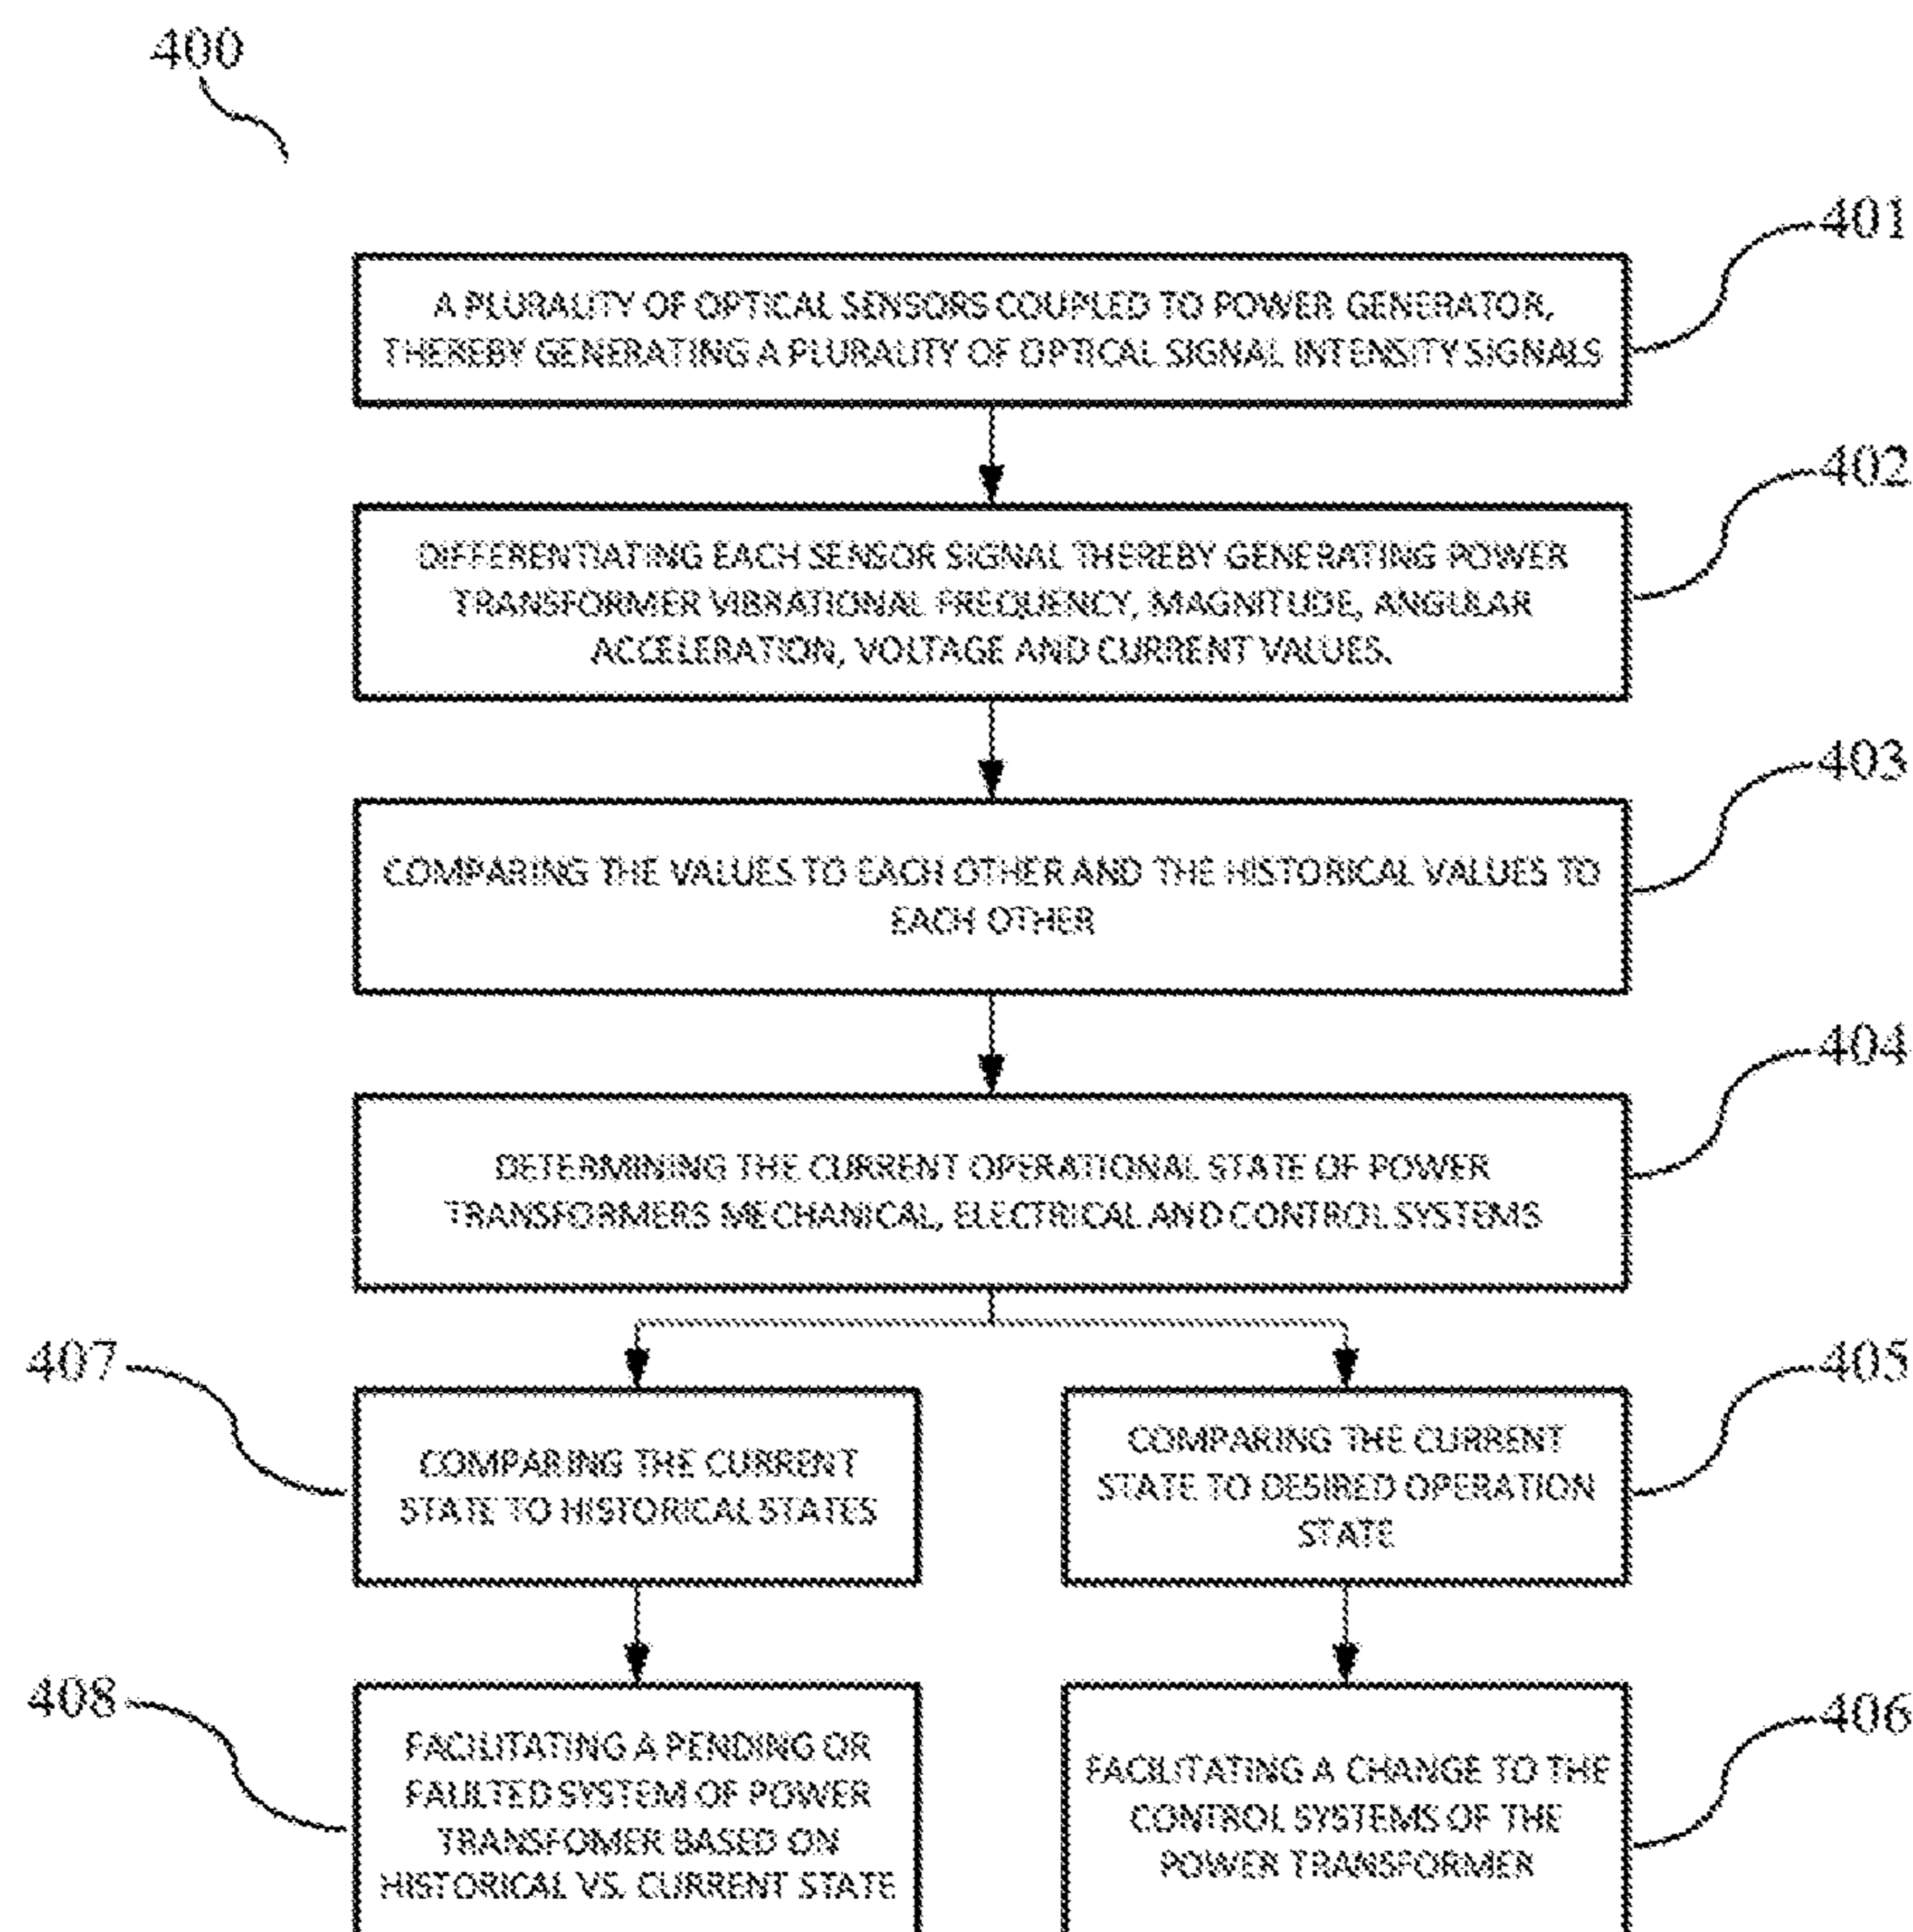 400
401
A PLURALITY OF OPTICAL SENSORS COUPLED TO POWER GENERATOR,
THEREBY GENERATING A PLURALITY OF OPTICAL SIGNAL INTENSITY SIGNALS
402
DIFFERENTIATING EACH SENSOR SIGNAL THEREBY GENERATING POWER
TRANSFORMER VIBRATIONAL FREQUENCY, MAGNITUDE, ANGULAR
ACCELERATION, VOLTAGE AND CURRENT VALUES.
403
COMPARING THE VALUES TO EACH OTHER AND THE HISTORICAL VALUES TO
EACH OTHER
404
DETERMINING THE CURRENT OPERATIONAL STATE OF POWER
TRANSFORMERS MECHANICAL, ELECTRICAL AND CONTROL SYSTEMS
407
COMPARING THE CURRENT
STATE TO HISTORICAL STATES
405
COMPARING THE CURRENT
STATE TO DESIRED OPERATION
STATE
408
FACILITATING A PENDING OR
FAULTED SYSTEM OF POWER
TRANSFOMER BASED ON
HISTORICAL VS. CURRENT STATE
406
FACILITATING A CHANGE TO THE
CONTROL SYSTEMS OF THE
POWER TRANSFORMER